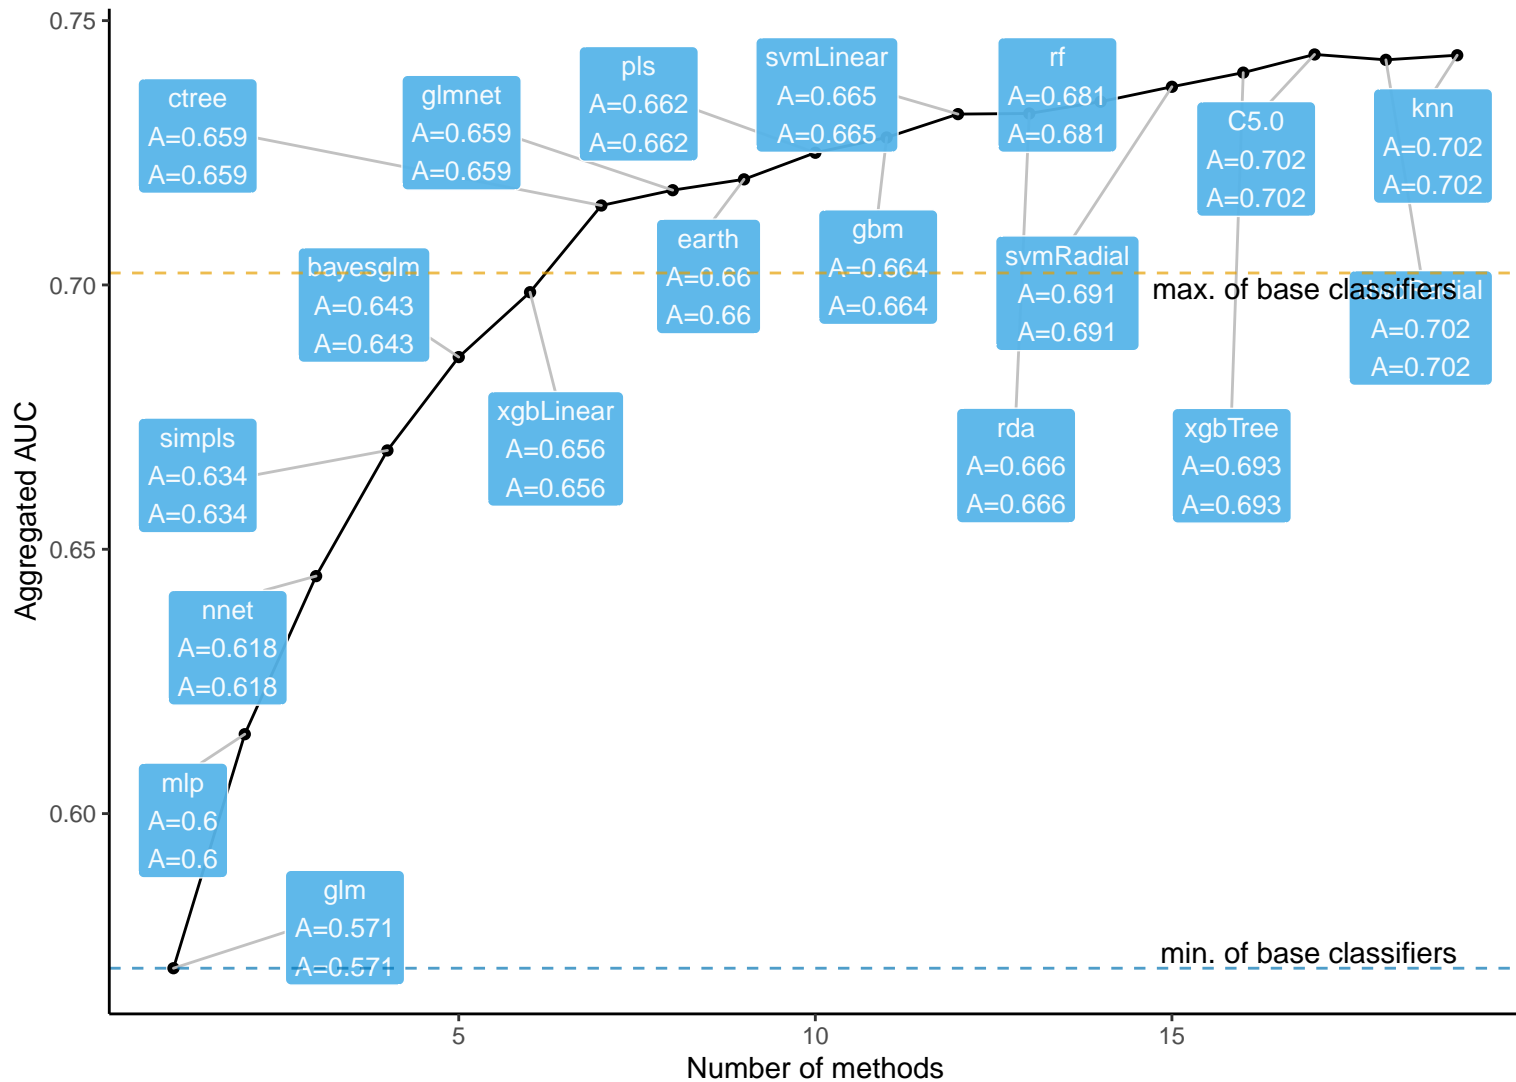 0.75
0.70
0.65
0.60
Aggregated AUC
ctree
A=0.659
A=0.659
glmnet
A=0.659
A=0.659
pls
A=0.662
A=0.662
svmLinear
A=0.665
A=0.665
rf
A=0.681
A=0.681
C5.0
A=0.702
A=0.702
knn
A=0.702
A=0.702
bayesglm
A=0.643
A=0.643
earth
A=0.66
A=0.66
gbm
A=0.664
A=0.664
svmRadial
A=0.691
A=0.691
max. of base classifiers
A=0.702
A=0.702
simpls
A=0.634
A=0.634
xgbLinear
A=0.656
A=0.656
rda
A=0.666
A=0.666
xgbTree
A=0.693
A=0.693
nnet
A=0.618
A=0.618
mlp
A=0.6
A=0.6
glm
A=0.571
A=0.571
min. of base classifiers
5
10
15
Number of methods